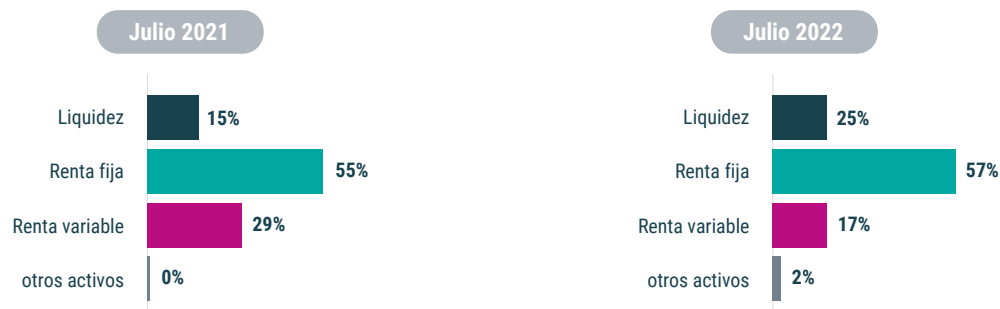 Julio 2021
Liquidez 15%
Renta fija 55%
Renta variable 29%
otros activos 0%
Julio 2022
Liquidez 25%
Renta fija 57%
Renta variable 17%
otros activos 2%